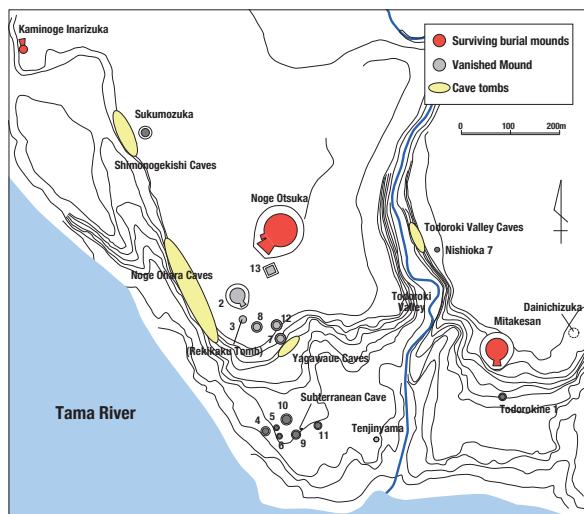 Kaminoge Inarizuka
Surviving burial mounds
Vanished Mound
Cave tombs
0 100 200m
Sukumozuka
Shimonogekishi Caves
Noge Otsuka
Todoroki Valley Caves
Nishioka 7
13
Noge Ohara Caves
2
Todoroki
Valley
Dainichizuka
Mitakesan
3
8
12
7
(Rekikaku Tomb)
Yagawaue Caves
Subterranean Cave
Tama River
10
4
5
6
9
11
Tenjinyama
Todorokine 1